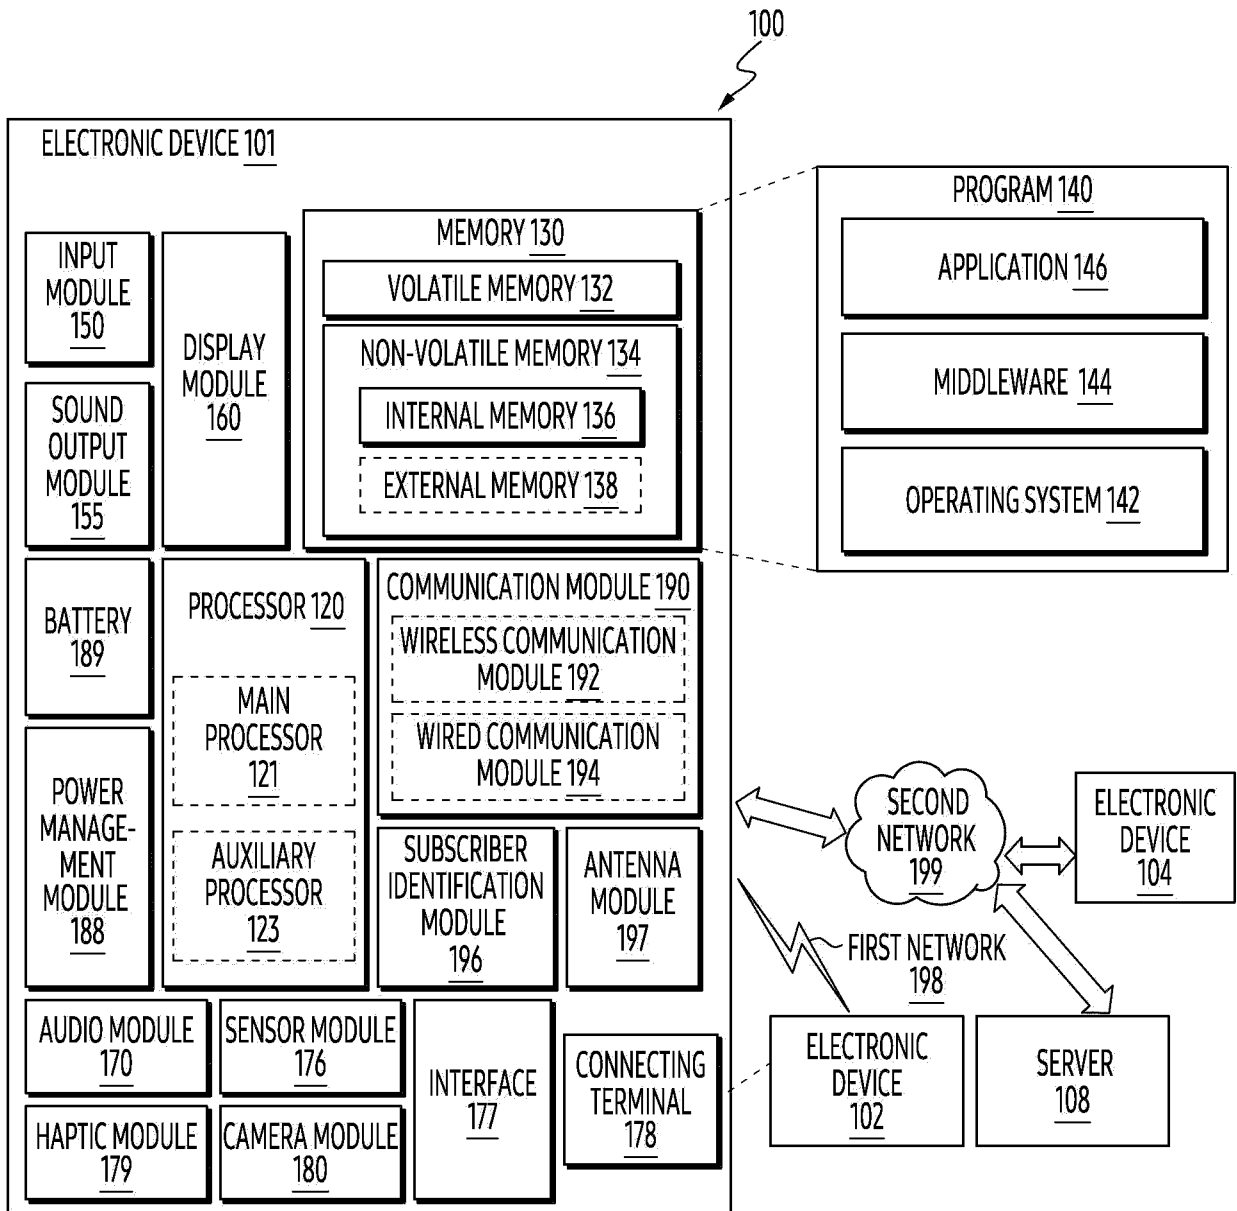 100
ELECTRONIC DEVICE 101
INPUT
MODULE
150
SOUND
OUTPUT
MODULE
155
DISPLAY
MODULE
160
MEMORY 130
VOLATILE MEMORY 132
NON-VOLATILE MEMORY 134
INTERNAL MEMORY 136
EXTERNAL MEMORY 138
PROGRAM 140
APPLICATION 146
MIDDLEWARE 144
OPERATING SYSTEM 142
BATTERY
189
POWER
MANAGE-
MENT
MODULE
188
PROCESSOR 120
MAIN
PROCESSOR
121
AUXILIARY
PROCESSOR
123
COMMUNICATION MODULE 190
WIRELESS COMMUNICATION
MODULE 192
WIRED COMMUNICATION
MODULE 194
SUBSCRIBER
IDENTIFICATION
MODULE
196
ANTENNA
MODULE
197
SECOND
NETWORK
199
ELECTRONIC
DEVICE
104
FIRST NETWORK
198
AUDIO MODULE
170
SENSOR MODULE
176
HAPTIC MODULE
179
CAMERA MODULE
180
INTERFACE
177
CONNECTING
TERMINAL
178
ELECTRONIC
DEVICE
102
SERVER
108